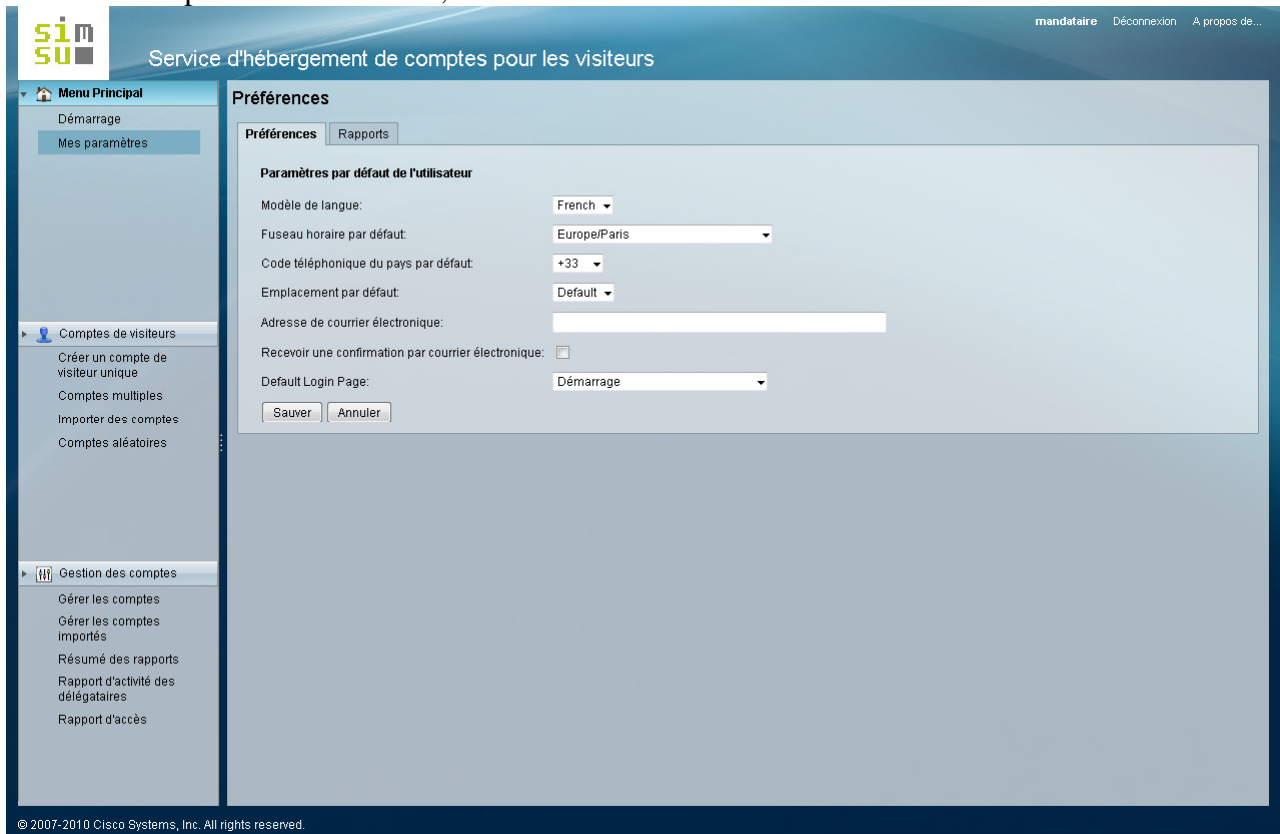 sim
su
mandataire Déconnexion A propos de...
Service d'hébergement de comptes pour les visiteurs
Menu Principal
Démarrage
Mes paramètres
Comptes de visiteurs
Créer un compte de
visiteur unique
Comptes multiples
Importer des comptes
Comptes aléatoires
Gestion des comptes
Gérer les comptes
Gérer les comptes
importés
Résumé des rapports
Rapport d'activité des
délégataires
Rapport d'accès
Préférences
Préférences Rapports
Paramètres par défaut de l'utilisateur
Modèle de langue: French
Fuseau horaire par défaut: Europe/Paris
Code téléphonique du pays par défaut: +33
Emplacement par défaut: Default
Adresse de courrier électronique:
Recevoir une confirmation par courrier électronique:
Default Login Page: Démarrage
Sauver Annuler
© 2007-2010 Cisco Systems, Inc. All rights reserved.